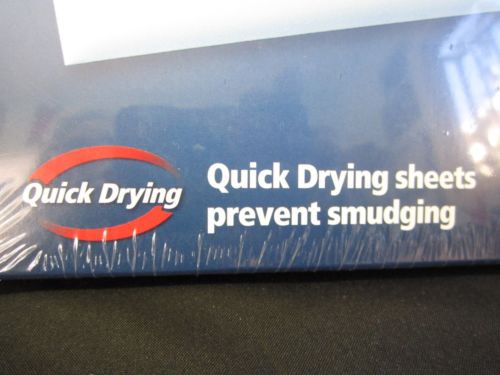 Quick Drying
Quick Drying sheets
prevent smudging